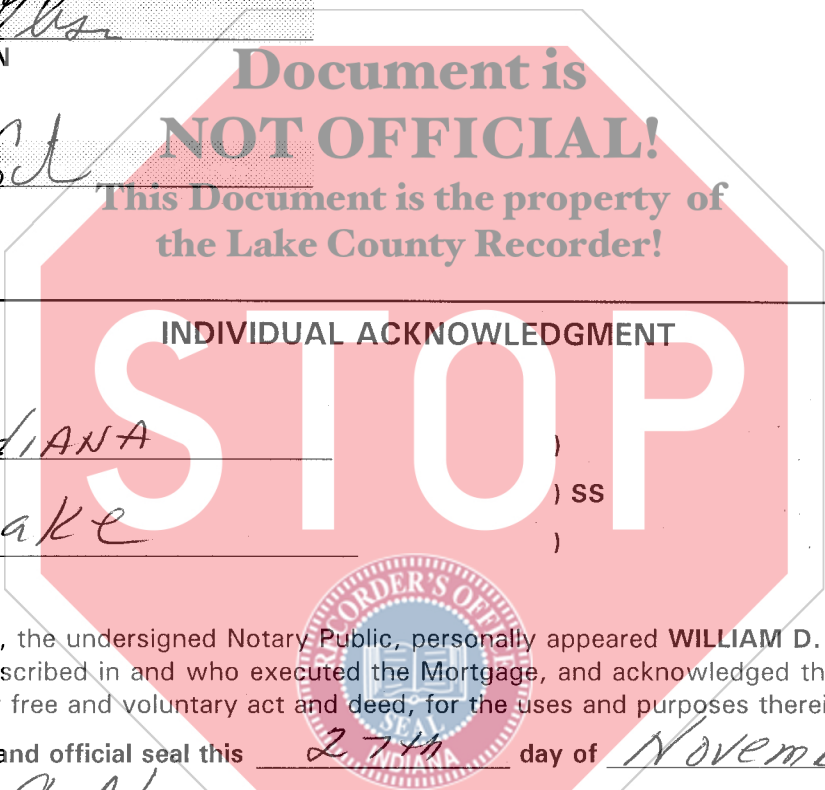 N
Document is
NOT OFFICIAL!
This Document is the property of
the Lake County Recorder!
INDIVIDUAL ACKNOWLEDGMENT
diANA )
) SS
ake )
STOP
RECORDER'S OFFICE
SEAL
INDIANA
, the undersigned Notary Public, personally appeared WILLIAM D.
scribed in and who executed the Mortgage, and acknowledged th
free and voluntary act and deed, for the uses and purposes therei
and official seal this 27th day of Novem